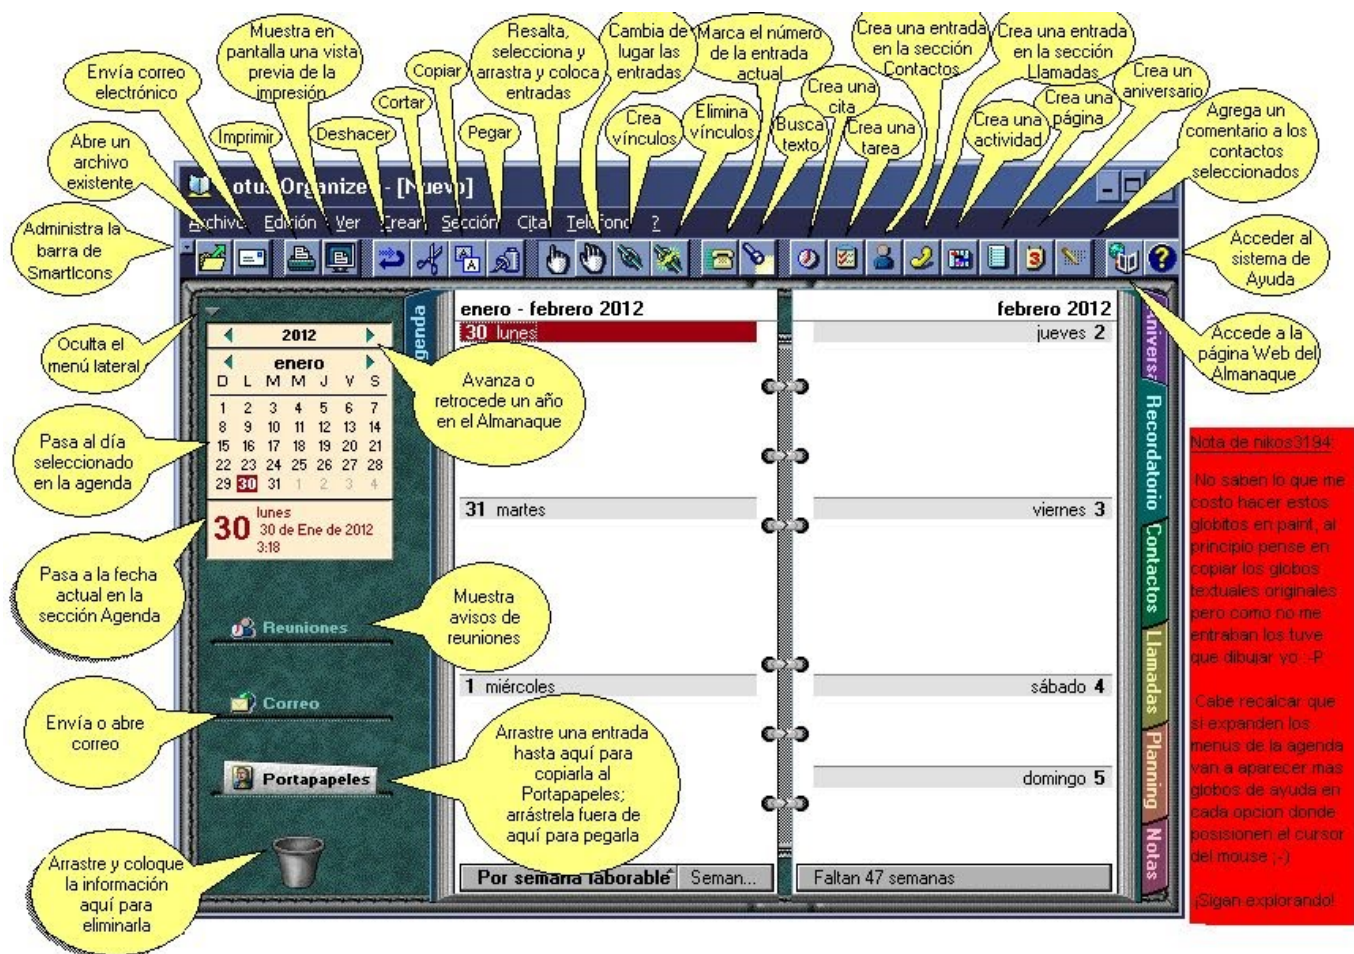 Muestra en
pantalla una vista
previa de la
impresión
Resalta,
selecciona y
arrastra y coloca
entradas
Cambia de
lugar las
entradas
Marca el número
de la entrada
actual
Crea una entrada
en la sección
Contactos
Crea una entrada
en la sección
Llamadas
Envía correo
electrónico
Copiar
Cortar
Crea una
cita
Crea una
página
Crea un
aniversario
Abre un
archivo
existente
Imprimir
Deshacer
Pegar
Crea
vínculos
Elimina
vínculos
Busca
texto
Crea una
tarea
Crea una
actividad
Agrega un
comentario a los
contactos
seleccionados
Administra la
barra de
SmartIcons
Lotus Organizer - [Nuevo]
Archivo Edición Ver Crear Sección Cita Teléfono ?
Acceder al
sistema de
Ayuda
Accede a la
página Web del
Almanaque
Oculta el
menú lateral
2012
enero
D L M M J V S
1 2 3 4 5 6 7
8 9 10 11 12 13 14
15 16 17 18 19 20 21
22 23 24 25 26 27 28
29 30 31 1 2 3 4
30 lunes
30 de Ene de 2012
3:18
Avanza o
retrocede un año
en el Almanaque
Pasa al día
seleccionado
en la agenda
Pasa a la fecha
actual en la
sección Agenda
Reuniones
Muestra
avisos de
reuniones
Correo
Envía o abre
correo
Portapapeles
Arrastre una entrada
hasta aquí para
copiarla al
Portapapeles;
arrástrela fuera de
aquí para pegarla
Arrastre y coloque
la información
aquí para
eliminarla
enero - febrero 2012
30 lunes
31 martes
1 miércoles
Por semana laborable Seman...
febrero 2012
jueves 2
viernes 3
sábado 4
domingo 5
Faltan 47 semanas
Recordatorio
Contactos
Llamadas
Planning
Notas
Nota de nikos3194:
No saben lo que me
costo hacer estos
globitos en paint, al
principio pense en
copiar los globos
textuales originales
pero como no me
entraban los tuve
que dibujar yo :-P
Cabe recalcar que
si expanden los
menus de la agenda
van a aparecer mas
globos de ayuda en
cada opcion donde
posisionen el cursor
del mouse ;-)
¡Sigan explorando!